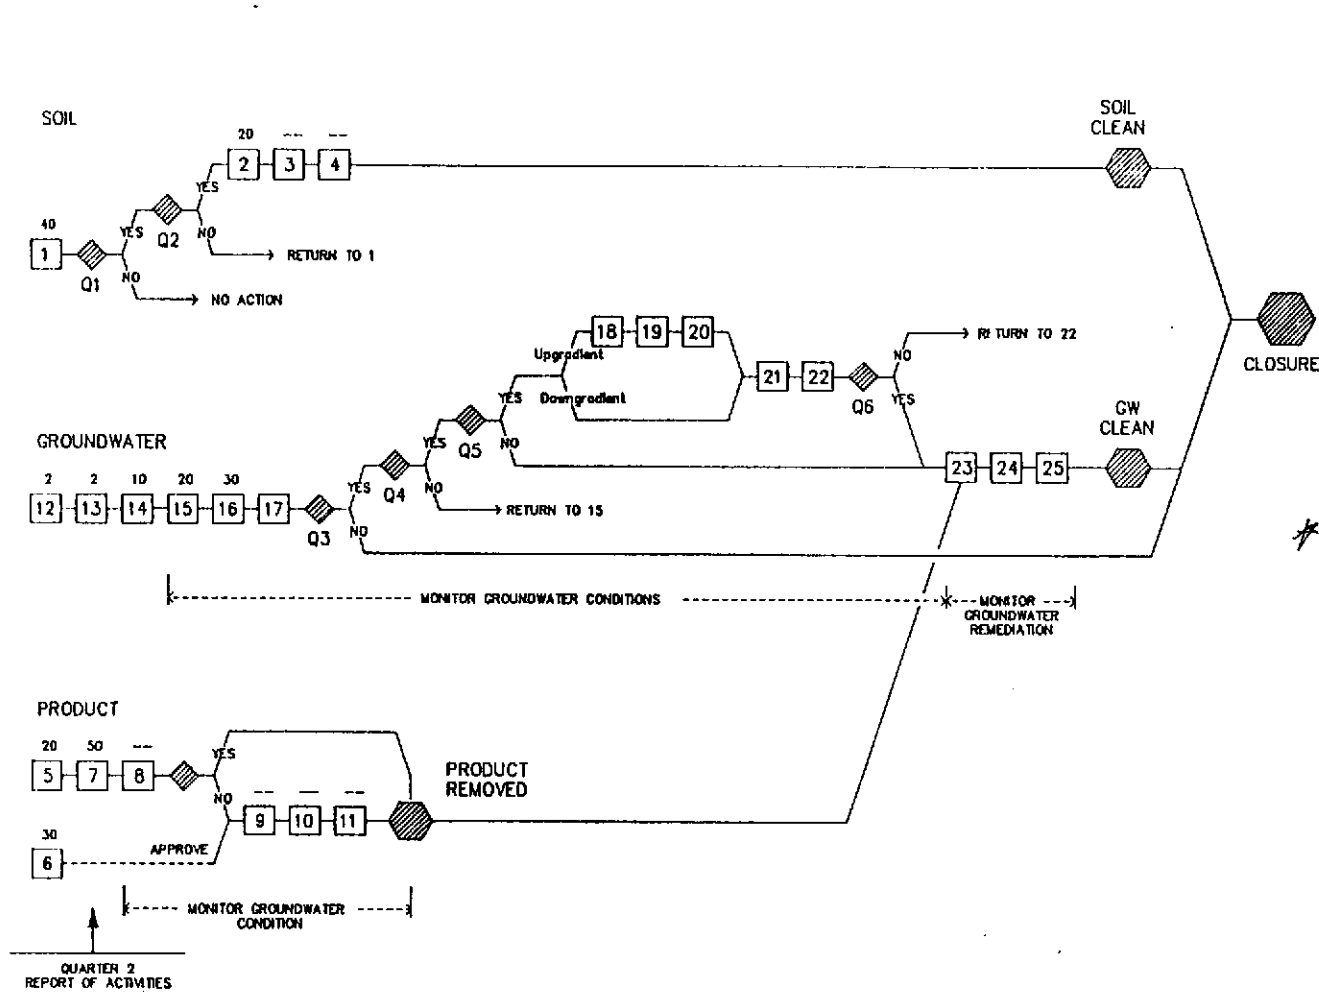 SOIL
SOIL
CLEAN
20 -- --
2 3 4
YES
40
1
Q1
YES
Q2
NO
RETURN TO 1
NO
NO ACTION
18 19 20
Upgradient
Downgradient
NO
RETURN TO 22
21 22
Q6
YES
CLOSURE
GROUNDWATER
YES
Q5
NO
GW
CLEAN
2 2 10 20 30
12 13 14 15 16 17
Q3
YES
Q4
YES
NO
RETURN TO 15
23 24 25
NO
MONITOR GROUNDWATER CONDITIONS
MONITOR
GROUNDWATER
REMEDIATION
PRODUCT
20 50 --
5 7 8
YES
NO
-- -- --
9 10 11
PRODUCT
REMOVED
30
6
APPROVE
MONITOR GROUNDWATER
CONDITION
QUARTER 2
REPORT OF ACTIVITIES